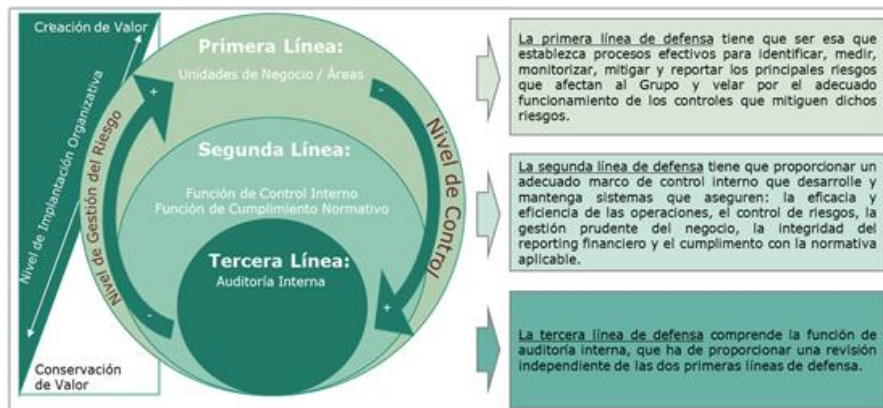 Creación de Valor
Nivel de Implantación Organizativa
Conservación
de Valor
Nivel de Gestión del Riesgo
+
-
Primera Línea:
Unidades de Negocio / Áreas
-
Nivel de Control
+
Segunda Línea:
Función de Control Interno
Función de Cumplimiento Normativo
Tercera Línea:
Auditoría Interna
La primera línea de defensa tiene que ser esa que
establezca procesos efectivos para identificar, medir,
monitorizar, mitigar y reportar los principales riesgos
que afectan al Grupo y velar por el adecuado
funcionamiento de los controles que mitiguen dichos
riesgos.
La segunda línea de defensa tiene que proporcionar un
adecuado marco de control interno que desarrolle y
mantenga sistemas que aseguren: la eficacia y
eficiencia de las operaciones, el control de riesgos, la
gestión prudente del negocio, la integridad del
reporting financiero y el cumplimento con la normativa
aplicable.
La tercera línea de defensa comprende la función de
auditoría interna, que ha de proporcionar una revisión
independiente de las dos primeras líneas de defensa.